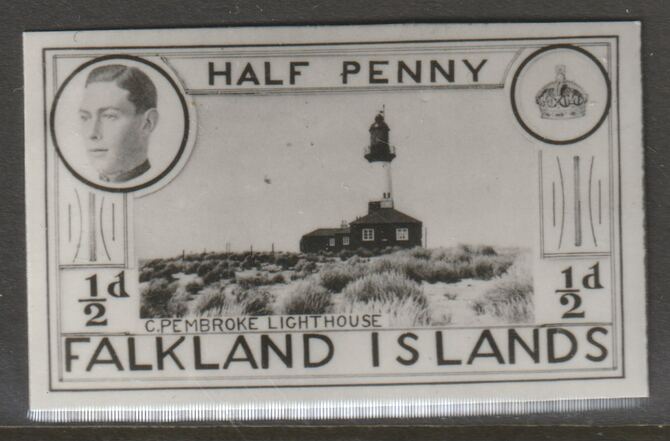 HALF PENNY
½d ½d
C.PEMBROKE LIGHTHOUSE
FALKLAND ISLANDS